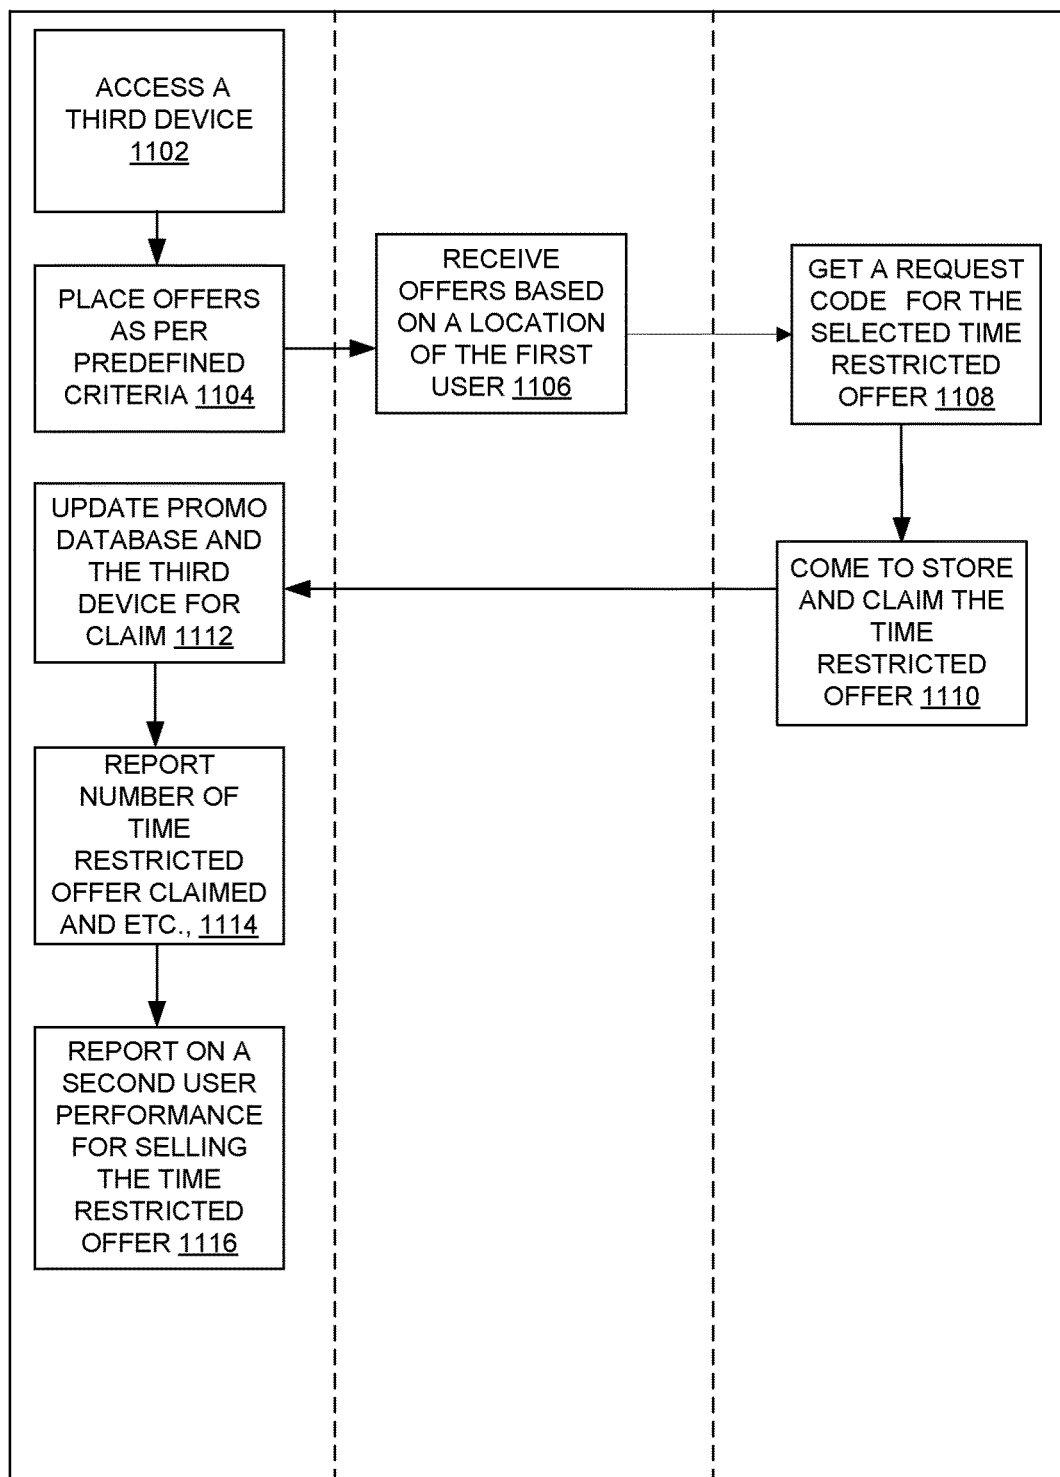 ACCESS A
THIRD DEVICE
1102
PLACE OFFERS
AS PER
PREDEFINED
CRITERIA 1104
RECEIVE
OFFERS BASED
ON A LOCATION
OF THE FIRST
USER 1106
GET A REQUEST
CODE FOR THE
SELECTED TIME
RESTRICTED
OFFER 1108
COME TO STORE
AND CLAIM THE
TIME
RESTRICTED
OFFER 1110
UPDATE PROMO
DATABASE AND
THE THIRD
DEVICE FOR
CLAIM 1112
REPORT
NUMBER OF
TIME
RESTRICTED
OFFER CLAIMED
AND ETC., 1114
REPORT ON A
SECOND USER
PERFORMANCE
FOR SELLING
THE TIME
RESTRICTED
OFFER 1116